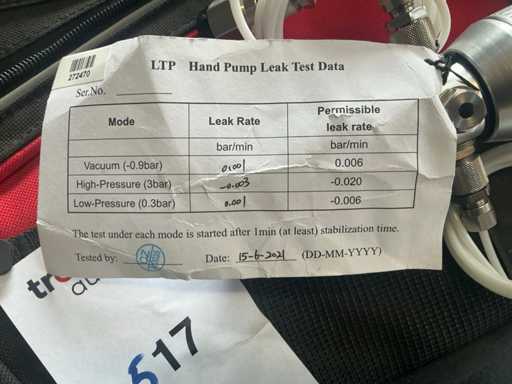 272470
LTP Hand Pump Leak Test Data
Ser.No.
Mode Leak Rate Permissible leak rate
bar/min bar/min
Vacuum (-0.9bar) 0.001 0.006
High-Pressure (3bar) -0.003 -0.020
Low-Pressure (0.3bar) 0.001 -0.006
The test under each mode is started after 1min (at least) stabilization time.
Tested by: Date: 15-6-2021 (DD-MM-YYYY)
517